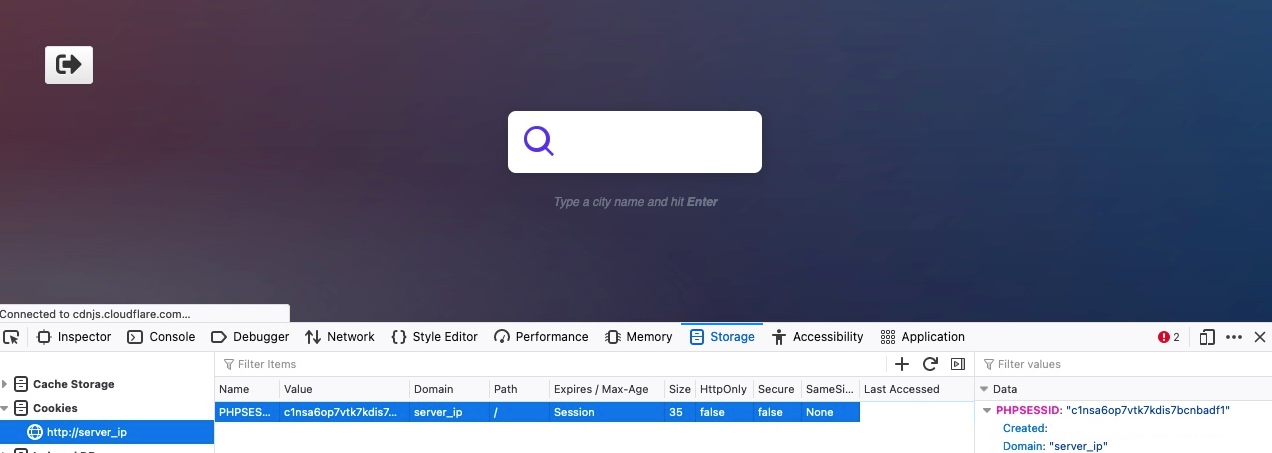 Type a city name and hit Enter
Connected to cdnjs.cloudflare.com...
Inspector Console Debugger Network Style Editor Performance Memory Storage Accessibility Application 2
Filter Items
Filter values
Cache Storage
Cookies
http://server_ip
Name Value Domain Path Expires / Max-Age Size HttpOnly Secure SameSi... Last Accessed
PHPSES... c1nsa6op7vtk7kdis7... server_ip / Session 35 false false None
Data
PHPSESSID: "c1nsa6op7vtk7kdis7bcnbadf1"
Created:
Domain: "server_ip"